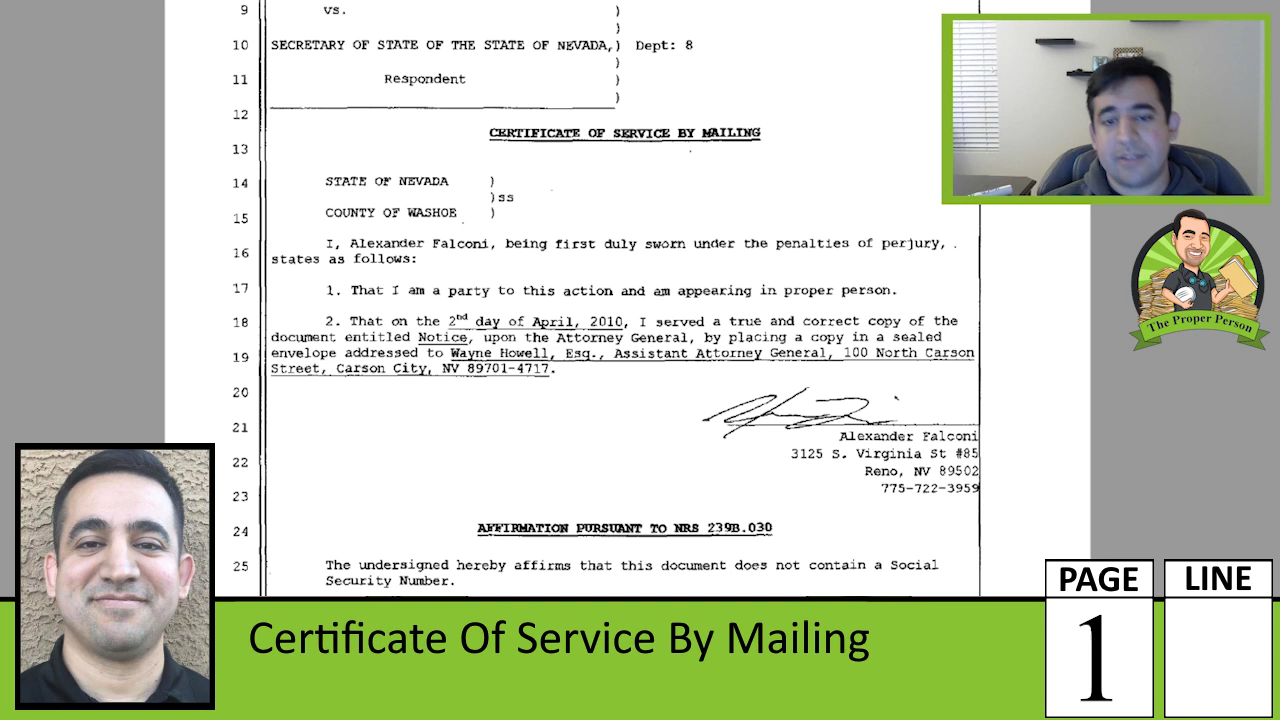 9 vs. )
)
10 SECRETARY OF STATE OF THE STATE OF NEVADA,) Dept: 8
)
11 Respondent )
)
12
CERTIFICATE OF SERVICE BY MAILING
13
14 STATE OF NEVADA )
)ss
15 COUNTY OF WASHOE )
I, Alexander Falconi, being first duly sworn under the penalties of perjury,
16
states as follows:
17 1. That I am a party to this action and am appearing in proper person.
18 2. That on the 2nd day of April, 2010, I served a true and correct copy of the
document entitled Notice, upon the Attorney General, by placing a copy in a sealed
19 envelope addressed to Wayne Howell, Esq., Assistant Attorney General, 100 North Carson
Street, Carson City, NV 89701-4717.
20
21
Alexander Falconi
3125 S. Virginia St #85
22 Reno, NV 89502
23 775-722-3959
24 AFFIRMATION PURSUANT TO NRS 239B.030
25 The undersigned hereby affirms that this document does not contain a Social
Security Number.
The Proper Person
Certificate Of Service By Mailing
PAGE LINE
1